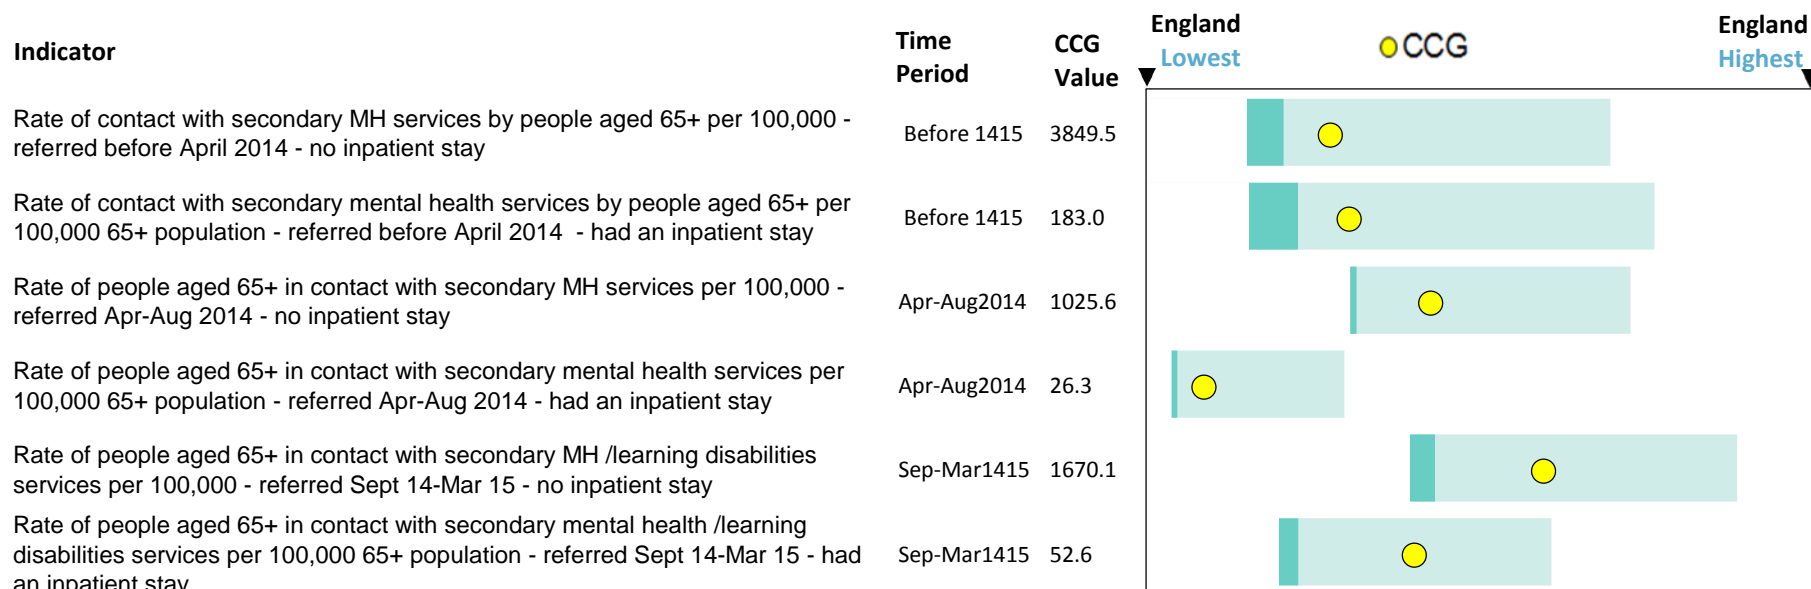 Indicator
Time Period
CCG Value
England Lowest
CCG
England Highest
Rate of contact with secondary MH services by people aged 65+ per 100,000 -
referred before April 2014 - no inpatient stay
Before 1415 3849.5
Rate of contact with secondary mental health services by people aged 65+ per
100,000 65+ population - referred before April 2014 - had an inpatient stay
Before 1415 183.0
Rate of people aged 65+ in contact with secondary MH services per 100,000 -
referred Apr-Aug 2014 - no inpatient stay
Apr-Aug2014 1025.6
Rate of people aged 65+ in contact with secondary mental health services per
100,000 65+ population - referred Apr-Aug 2014 - had an inpatient stay
Apr-Aug2014 26.3
Rate of people aged 65+ in contact with secondary MH /learning disabilities
services per 100,000 - referred Sept 14-Mar 15 - no inpatient stay
Sep-Mar1415 1670.1
Rate of people aged 65+ in contact with secondary mental health /learning
disabilities services per 100,000 65+ population - referred Sept 14-Mar 15 - had
an inpatient stay
Sep-Mar1415 52.6